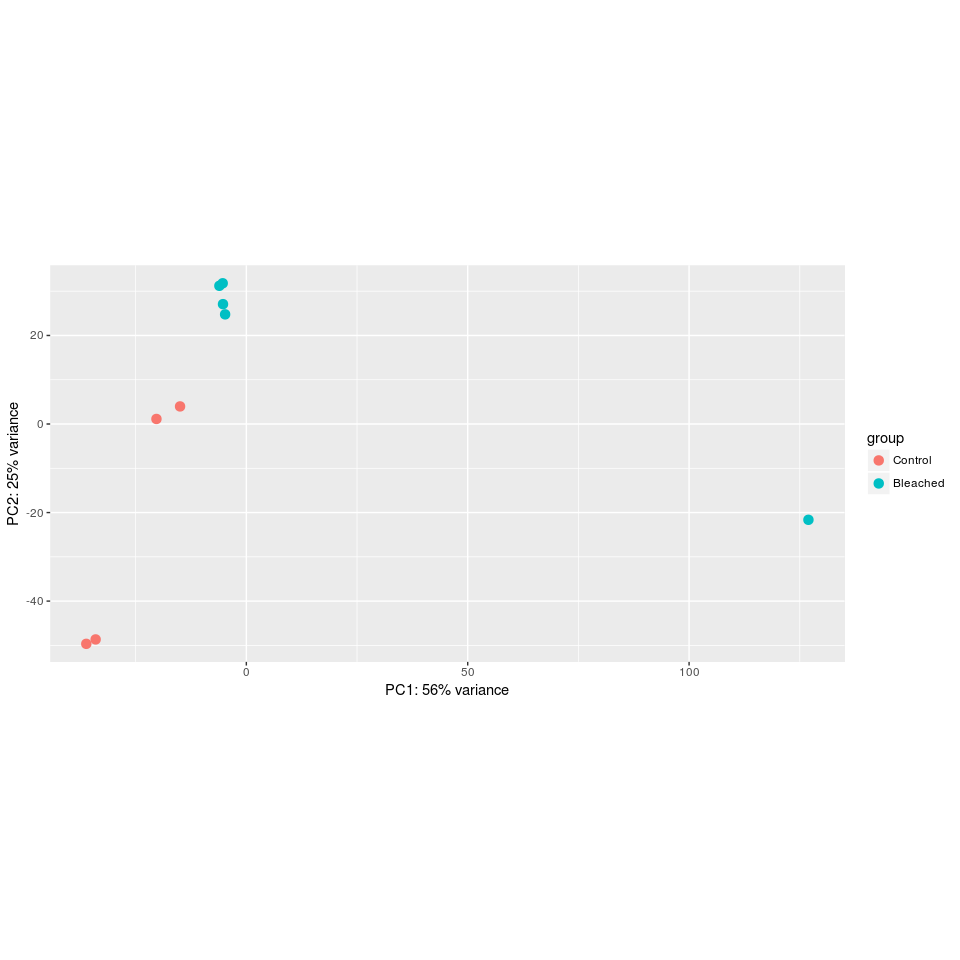 20
0
-20
-40
PC2: 25% variance
0
50
100
PC1: 56% variance
group
Control
Bleached